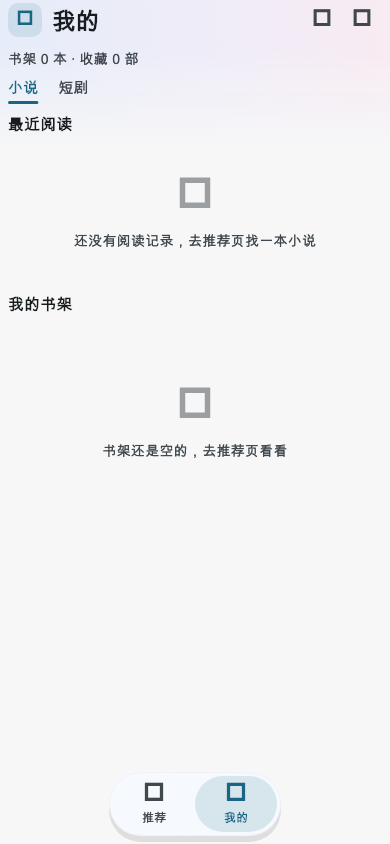 我的
书架 0 本 · 收藏 0 部
小说 短剧
最近阅读
还没有阅读记录，去推荐页找一本小说
我的书架
书架还是空的，去推荐页看看
推荐 我的